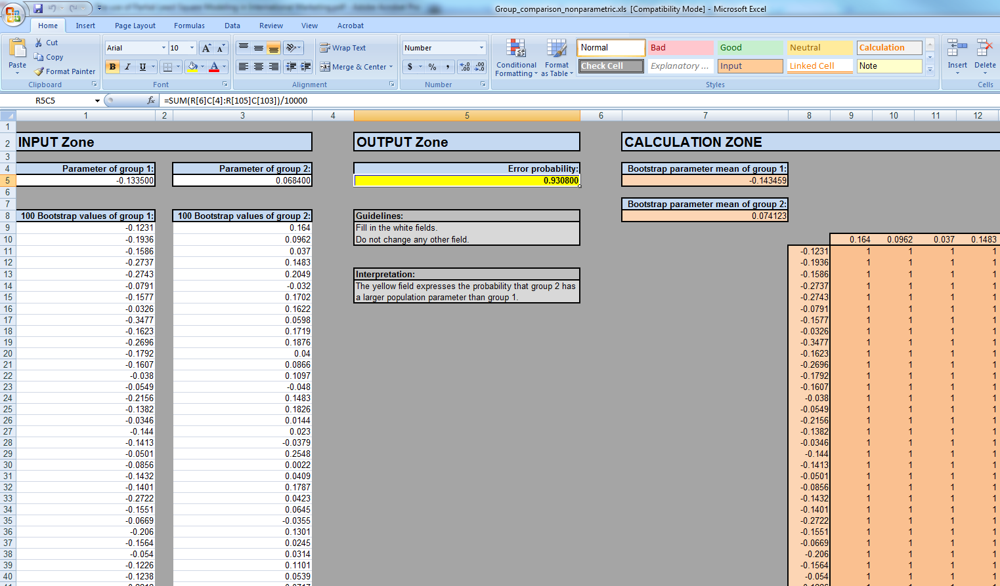 Group_comparison_nonparametric.xls [Compatibility Mode] - Microsoft Excel
Home Insert Page Layout Formulas Data Review View Acrobat
Paste Cut Copy Format Painter Clipboard
Arial 10 A A B I U A Font
Wrap Text Merge & Center Alignment
Number $ % , .00 .00 Number
Conditional Formatting Format as Table
Normal Bad Good Neutral Calculation
Check Cell Explanatory ... Input Linked Cell Note
Styles
Insert Delete Cells
R5C5 fx =SUM(R[6]C[4]:R[105]C[103])/10000
1 2 3 4 5 6 7 8 9 10 11 12
1
2 INPUT Zone OUTPUT Zone CALCULATION ZONE
3
4 Parameter of group 1: Parameter of group 2: Error probability: Bootstrap parameter mean of group 1:
5 -0.133500 0.068400 0.930800 -0.143459
6
7 Bootstrap parameter mean of group 2:
8 100 Bootstrap values of group 1: 100 Bootstrap values of group 2: Guidelines: 0.074123
9 -0.1231 0.164 Fill in the white fields.
10 -0.1936 0.0962 Do not change any other field. 0.164 0.0962 0.037 0.1483
11 -0.1586 0.037 -0.1231 1 1 1 1
12 -0.2737 0.1483 -0.1936 1 1 1 1
13 -0.2743 0.2049 Interpretation: -0.1586 1 1 1 1
14 -0.0791 -0.032 The yellow field expresses the probability that group 2 has -0.2737 1 1 1 1
15 -0.1577 0.1702 a larger population parameter than group 1. -0.2743 1 1 1 1
16 -0.0326 0.1622 -0.0791 1 1 1 1
17 -0.3477 0.0598 -0.1577 1 1 1 1
18 -0.1623 0.1719 -0.0326 1 1 1 1
19 -0.2696 0.1876 -0.3477 1 1 1 1
20 -0.1792 0.04 -0.1623 1 1 1 1
21 -0.1607 0.0866 -0.2696 1 1 1 1
22 -0.038 0.1097 -0.1792 1 1 1 1
23 -0.0549 -0.048 -0.1607 1 1 1 1
24 -0.2156 0.1483 -0.038 1 1 1 1
25 -0.1382 0.1826 -0.0549 1 1 1 1
26 -0.0346 0.0144 -0.2156 1 1 1 1
27 -0.144 0.023 -0.1382 1 1 1 1
28 -0.1413 -0.0379 -0.0346 1 1 1 1
29 -0.0501 0.2548 -0.144 1 1 1 1
30 -0.0856 0.0022 -0.1413 1 1 1 1
31 -0.1432 0.0409 -0.0501 1 1 1 1
32 -0.1401 0.1787 -0.0856 1 1 1 1
33 -0.2722 0.0423 -0.1432 1 1 1 1
34 -0.1551 0.0645 -0.1401 1 1 1 1
35 -0.0669 -0.0355 -0.2722 1 1 1 1
36 -0.206 0.1301 -0.1551 1 1 1 1
37 -0.1564 0.0245 -0.0669 1 1 1 1
38 -0.054 0.0314 -0.206 1 1 1 1
39 -0.1226 0.1101 -0.1564 1 1 1 1
40 -0.1238 0.0539 -0.054 1 1 1 1